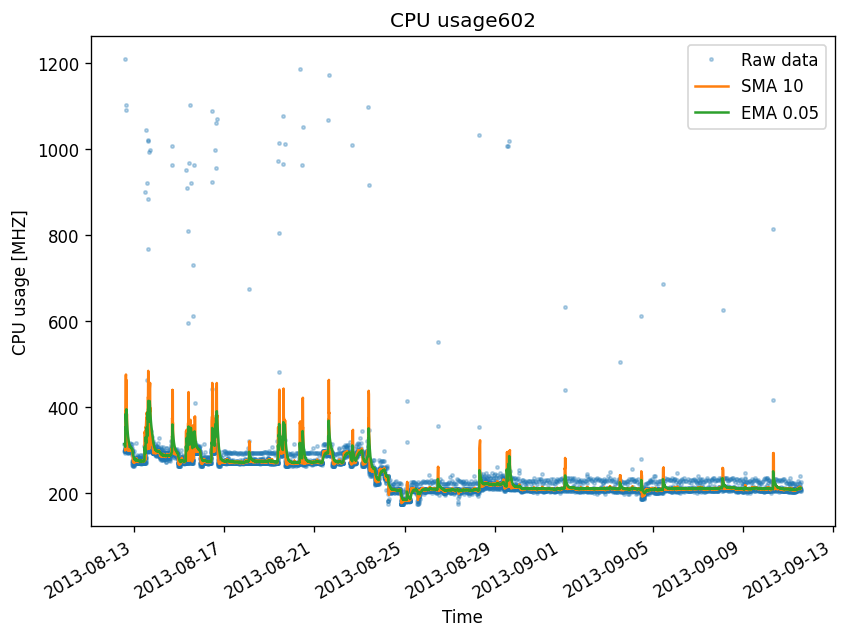 CPU usage602
Raw data
SMA 10
EMA 0.05
CPU usage [MHZ]
1200
1000
800
600
400
200
2013-08-13
2013-08-17
2013-08-21
2013-08-25
2013-08-29
2013-09-01
2013-09-05
2013-09-09
2013-09-13
Time